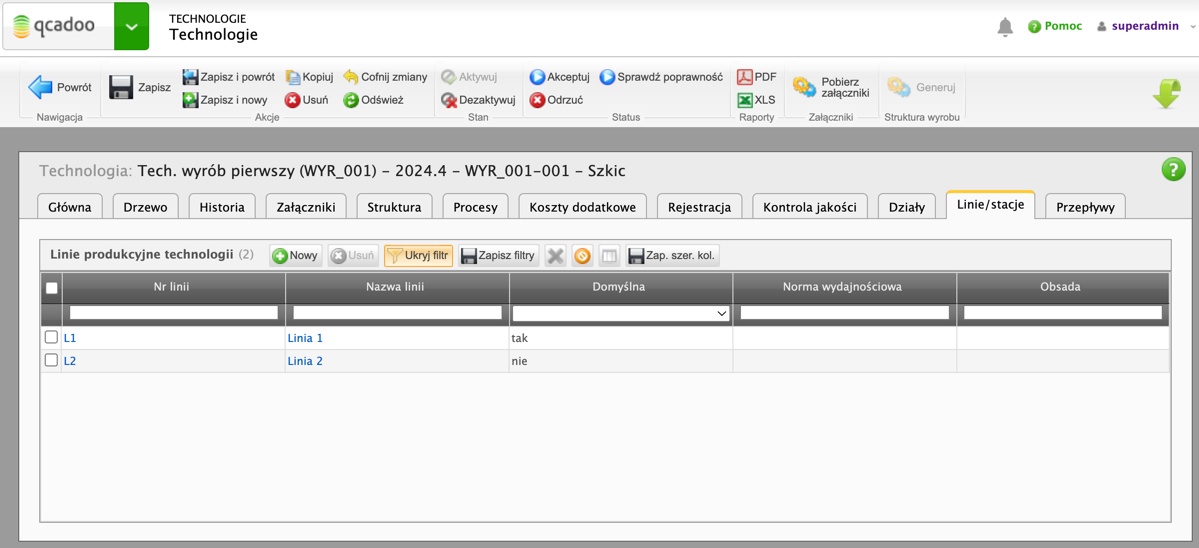 qcadoo
TECHNOLOGIE
Technologie
Pomoc
superadmin
Powrót
Nawigacja
Zapisz
Zapisz i powrót
Kopiuj
Cofnij zmiany
Zapisz i nowy
Usuń
Odśwież
Akcje
Aktywuj
Dezaktywuj
Stan
Akceptuj
Sprawdź poprawność
Odrzuć
Status
PDF
XLS
Raporty
Pobierz
załączniki
Załączniki
Generuj
Struktura wyrobu
Technologia: Tech. wyrób pierwszy (WYR_001) - 2024.4 - WYR_001-001 - Szkic
Główna Drzewo Historia Załączniki Struktura Procesy Koszty dodatkowe Rejestracja Kontrola jakości Działy Linie/stacje Przepływy
Linie produkcyjne technologii (2) Nowy Usuń Ukryj filtr Zapisz filtry Zap. szer. kol.
Nr linii Nazwa linii Domyślna Norma wydajnościowa Obsada
L1 Linia 1 tak
L2 Linia 2 nie